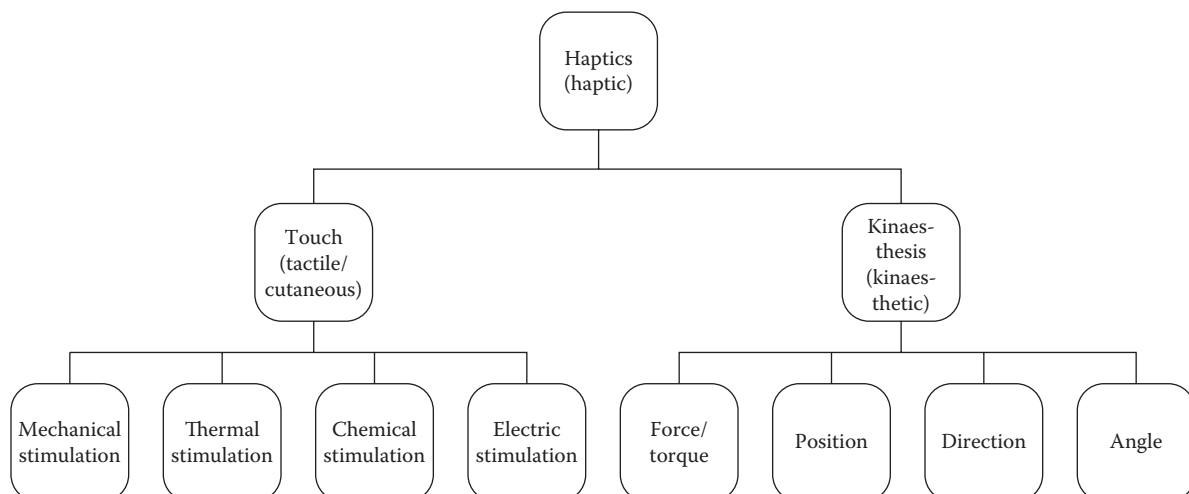 Haptics
(haptic)
Touch
(tactile/
cutaneous)
Kinaes-
thesis
(kinaes-
thetic)
Mechanical
stimulation
Thermal
stimulation
Chemical
stimulation
Electric
stimulation
Force/
torque
Position
Direction
Angle